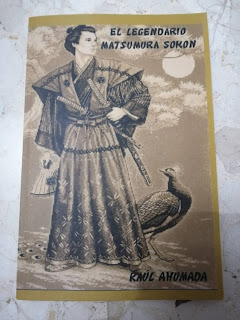 EL LEGENDARIO
MATSUMURA SOKON
RAÚL AHUMADA